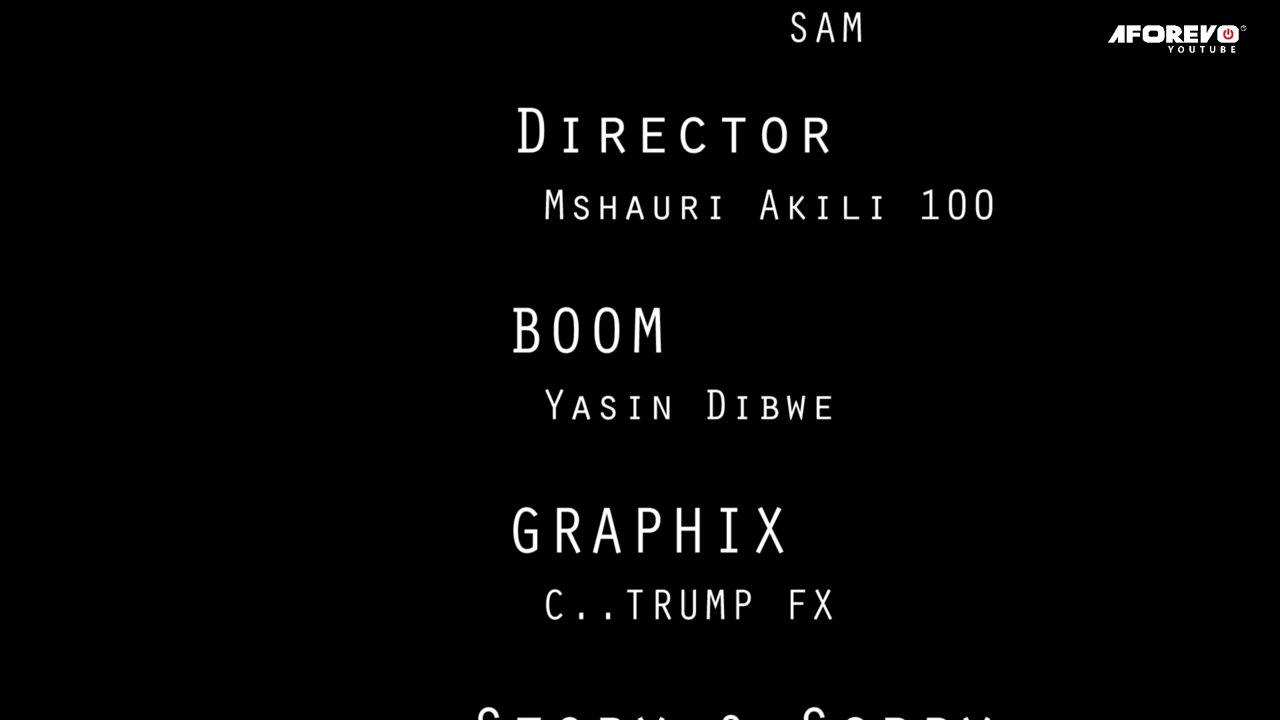 SAM
AFOREVO
YOUTUBE
DIRECTOR
MSHAURI AKILI 100
BOOM
YASIN DIBWE
GRAPHIX
C..TRUMP FX